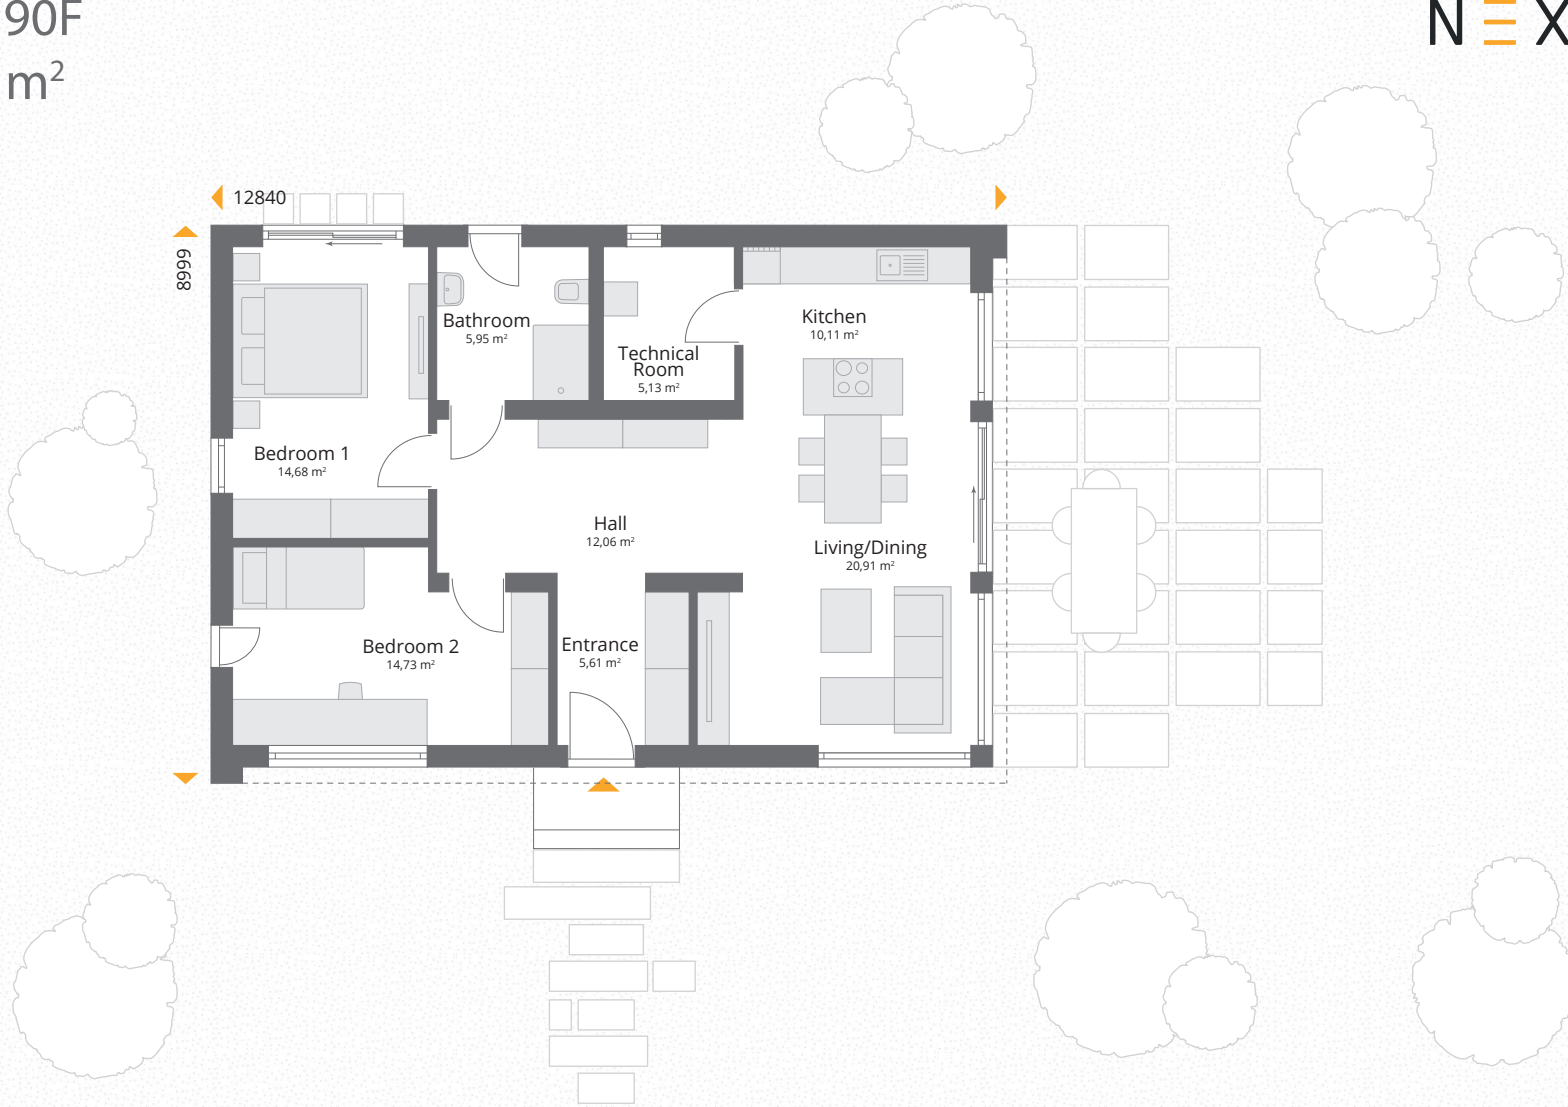 90F
m²
N Ξ X
12840
8999
Bathroom
5,95 m²
Kitchen
10,11 m²
Technical
Room
5,13 m²
Bedroom 1
14,68 m²
Hall
12,06 m²
Living/Dining
20,91 m²
Bedroom 2
14,73 m²
Entrance
5,61 m²